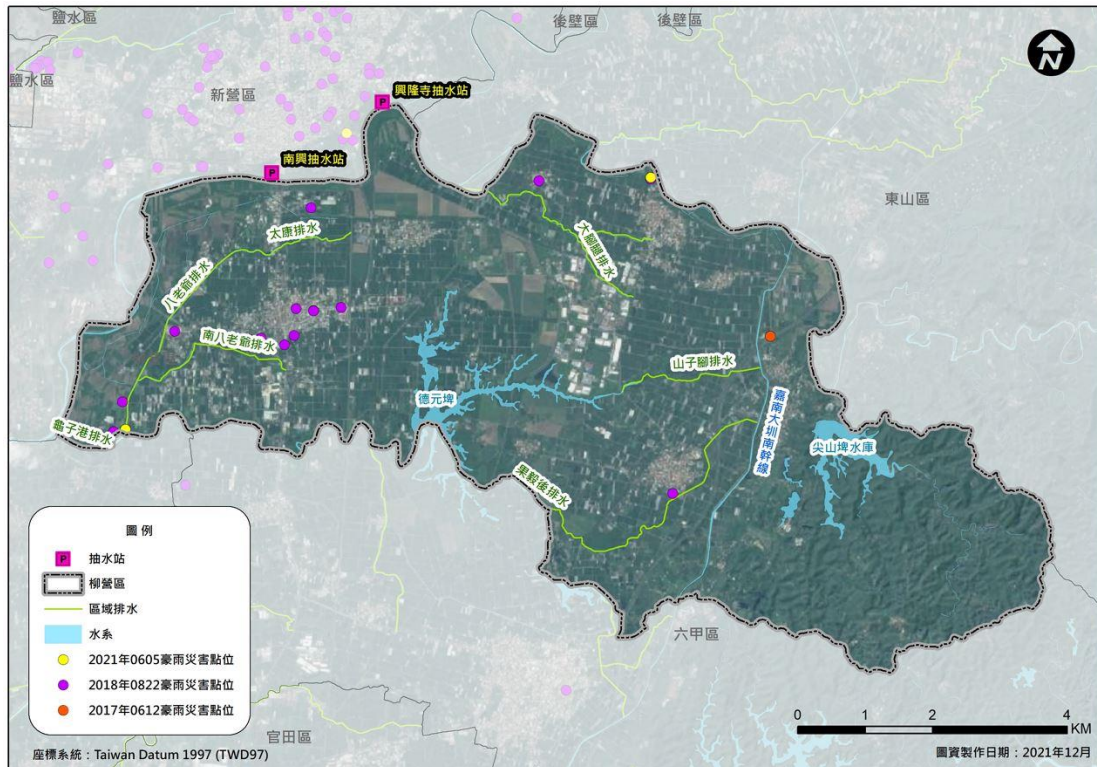 鹽水區
後壁區
後壁區
鹽水區
新營區
興隆寺抽水站
P
N
南興抽水站
P
東山區
太康排水
大腳腿排水
八老爺排水
南八老爺排水
山子腳排水
德元埤
嘉南大圳南幹線
龜子港排水
尖山埤水庫
果毅後排水
圖例
P
抽水站
柳營區
區域排水
水系
六甲區
2021年0605豪雨災害點位
2018年0822豪雨災害點位
2017年0612豪雨災害點位
0 1 2 4
KM
官田區
座標系統：Taiwan Datum 1997 (TWD97)
圖資製作日期：2021年12月